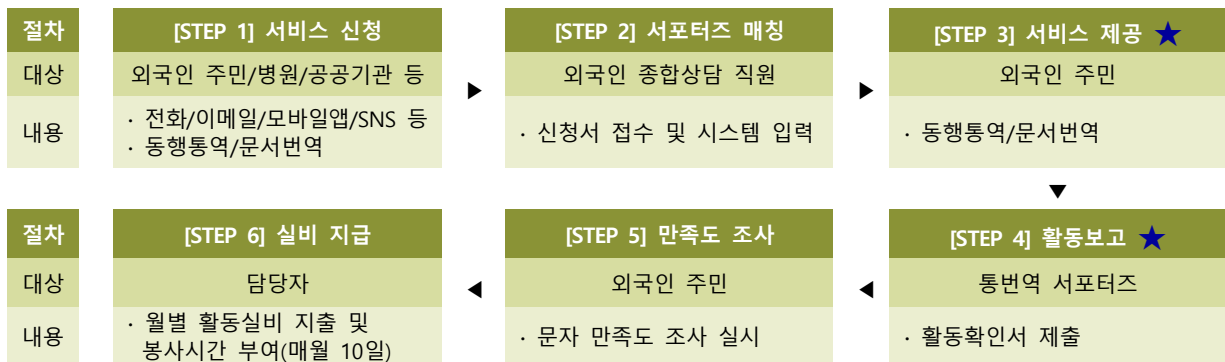 절차
[STEP 1] 서비스 신청
[STEP 2] 서포터즈 매칭
[STEP 3] 서비스 제공 ★
대상
외국인 주민/병원/공공기관 등
외국인 종합상담 직원
외국인 주민
내용
· 전화/이메일/모바일앱/SNS 등
· 동행통역/문서번역
· 신청서 접수 및 시스템 입력
· 동행통역/문서번역
절차
[STEP 6] 실비 지급
[STEP 5] 만족도 조사
[STEP 4] 활동보고 ★
대상
담당자
외국인 주민
통번역 서포터즈
내용
· 월별 활동실비 지출 및
봉사시간 부여(매월 10일)
· 문자 만족도 조사 실시
· 활동확인서 제출